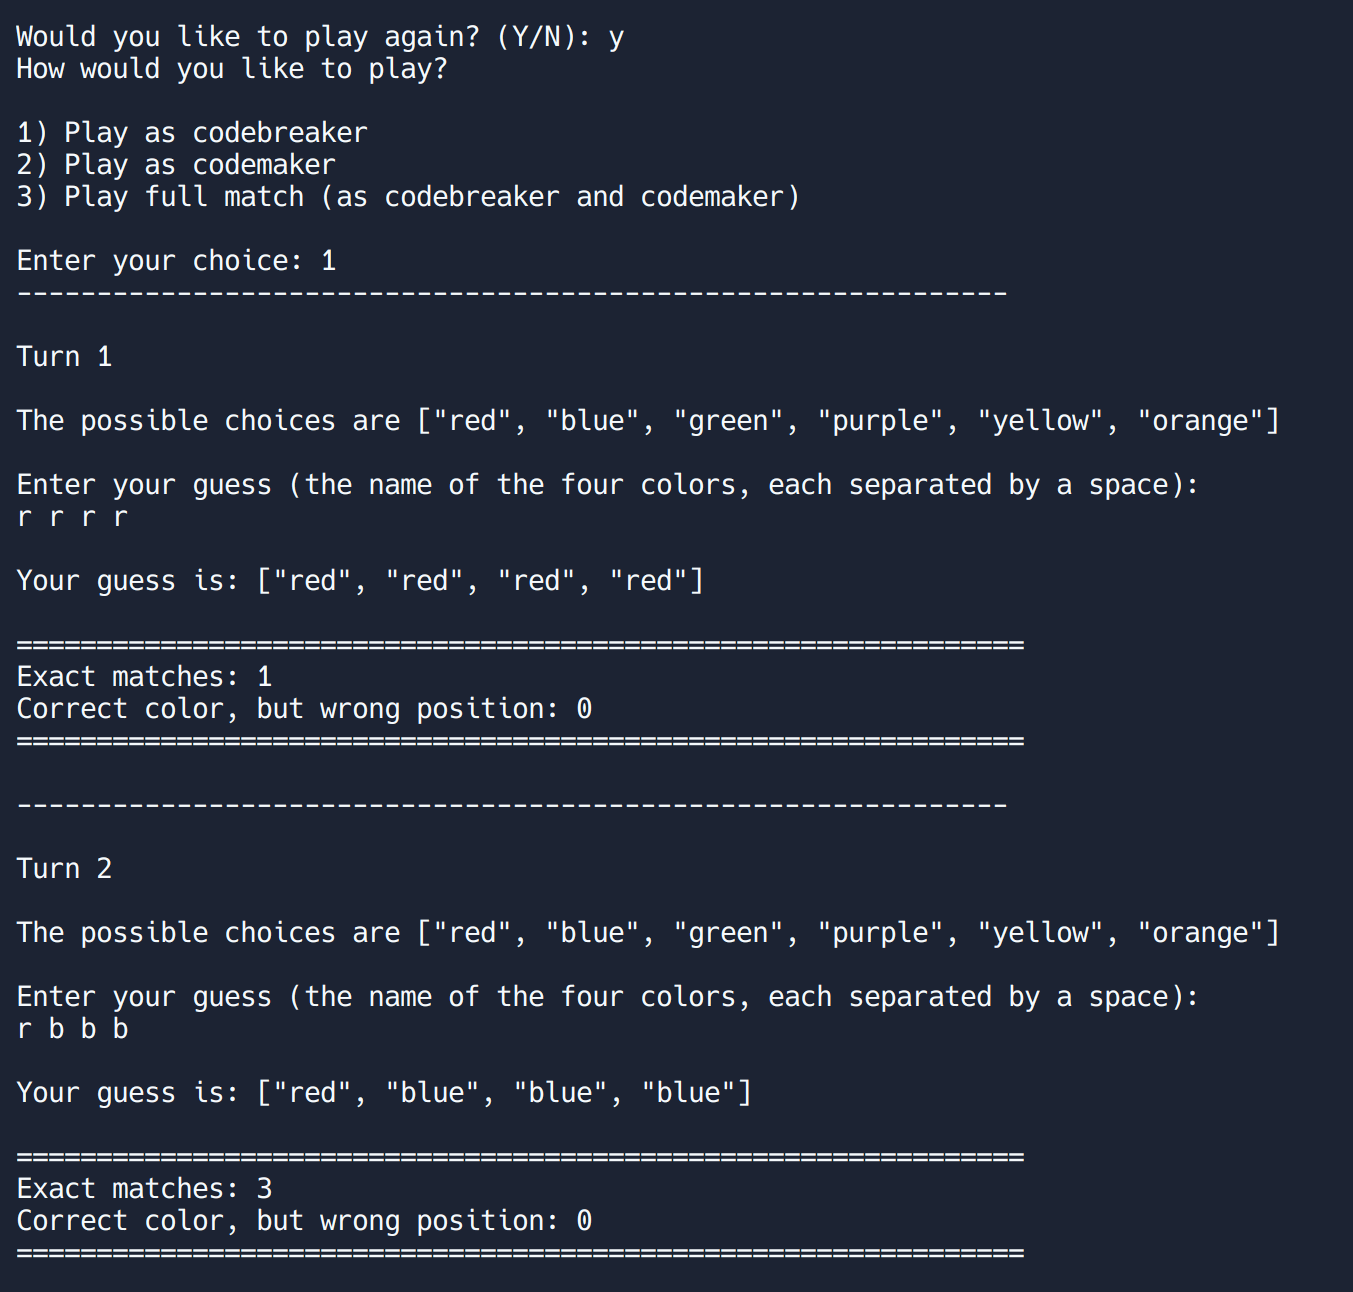 Would you like to play again? (Y/N): y
How would you like to play?
1) Play as codebreaker
2) Play as codemaker
3) Play full match (as codebreaker and codemaker)
Enter your choice: 1
--------------------------------------------------------------
Turn 1
The possible choices are ["red", "blue", "green", "purple", "yellow", "orange"]
Enter your guess (the name of the four colors, each separated by a space):
r r r r
Your guess is: ["red", "red", "red", "red"]
===============================================================
Exact matches: 1
Correct color, but wrong position: 0
===============================================================
--------------------------------------------------------------
Turn 2
The possible choices are ["red", "blue", "green", "purple", "yellow", "orange"]
Enter your guess (the name of the four colors, each separated by a space):
r b b b
Your guess is: ["red", "blue", "blue", "blue"]
===============================================================
Exact matches: 3
Correct color, but wrong position: 0
===============================================================